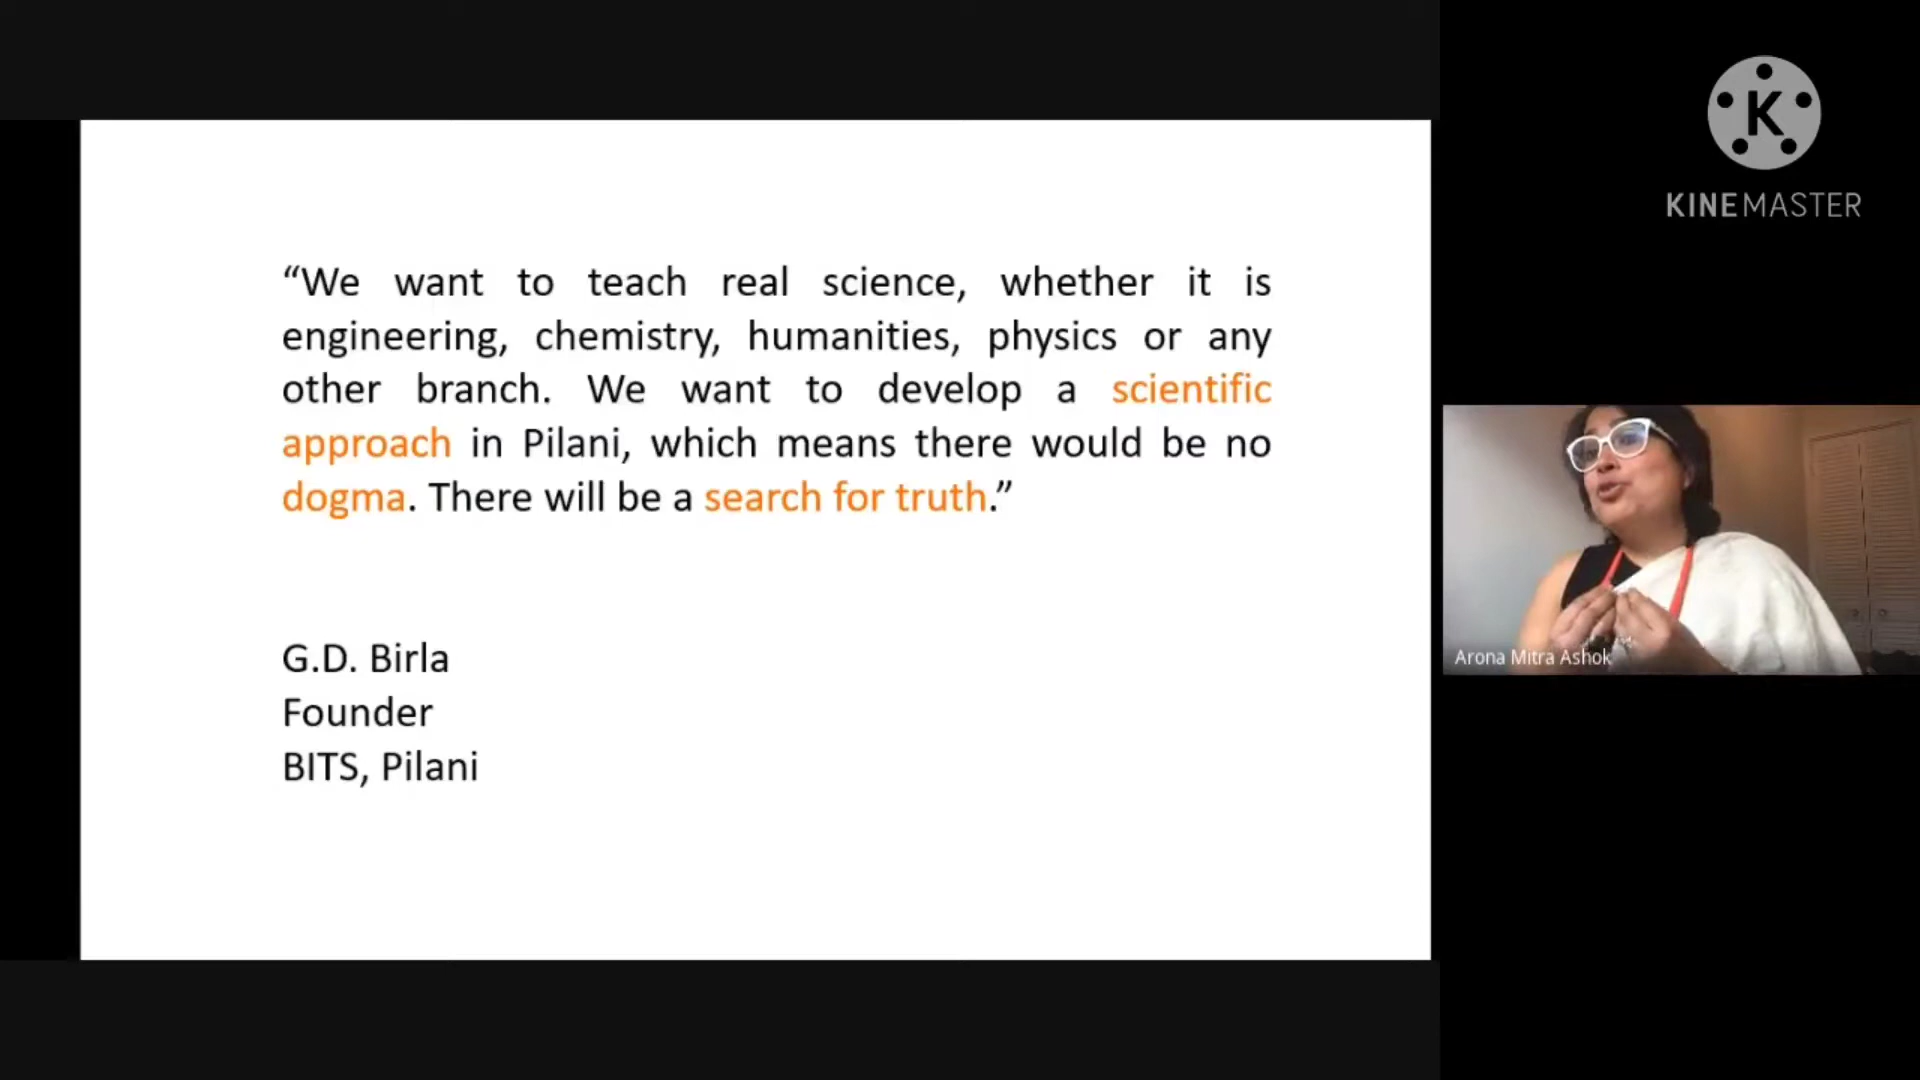 “We want to teach real science, whether it is
engineering, chemistry, humanities, physics or any
other branch. We want to develop a scientific
approach in Pilani, which means there would be no
dogma. There will be a search for truth.”
G.D. Birla
Founder
BITS, Pilani
K
KINEMASTER
Arona Mitra Ashok